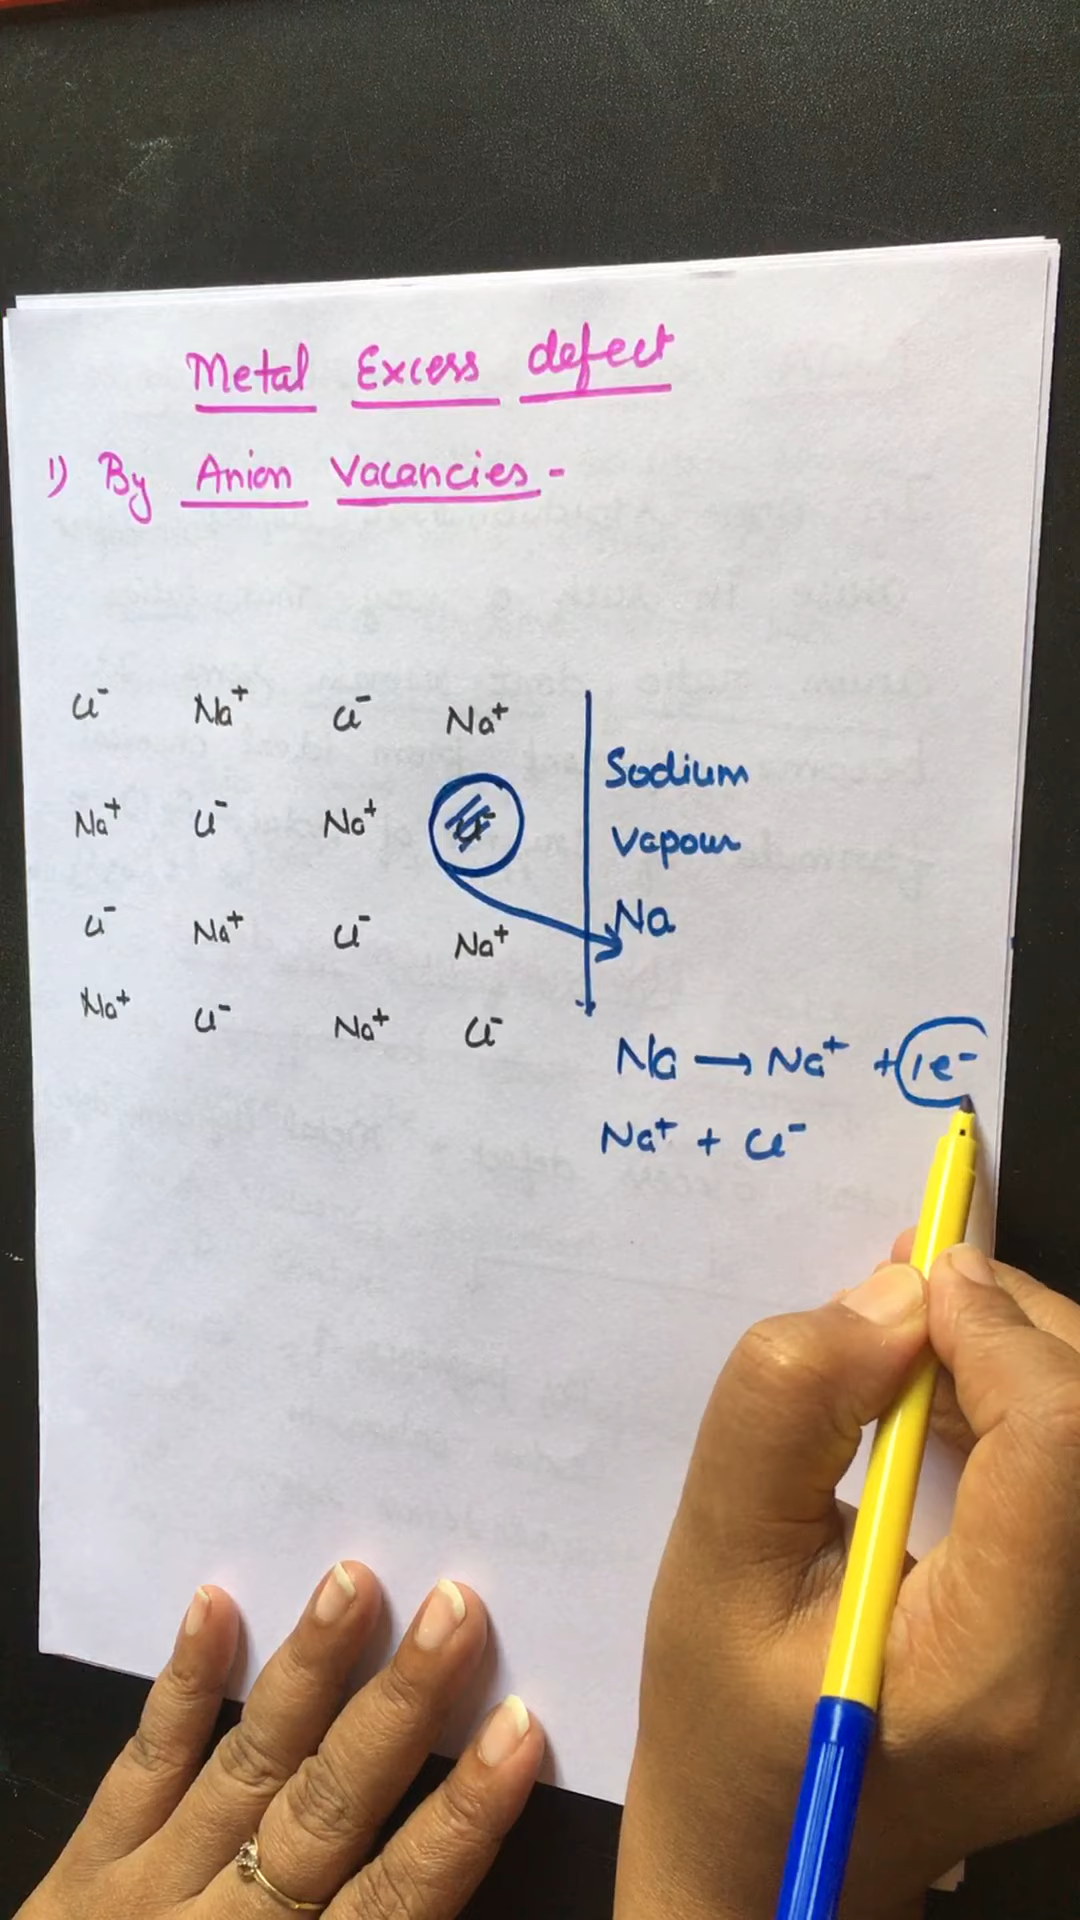 Metal Excess defect
1) By Anion Vacancies -
Cl⁻ Na⁺ Cl⁻ Na⁺
Na⁺ Cl⁻ Na⁺ Cl⁻
Cl⁻ Na⁺ Cl⁻ Na⁺
Na⁺ Cl⁻ Na⁺ Cl⁻
Sodium
Vapour
Na
Na → Na⁺ + 1e⁻
Na⁺ + Cl⁻